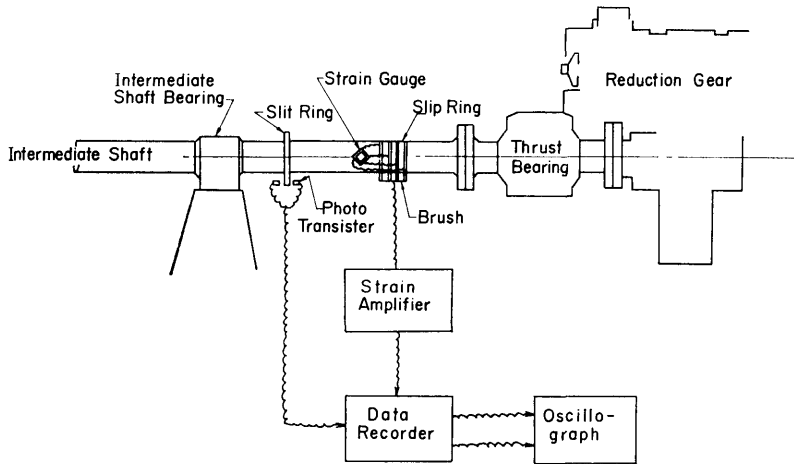 Intermediate
Shaft Bearing
Strain Gauge
Slit Ring
Slip Ring
Reduction Gear
Intermediate Shaft
Thrust
Bearing
Photo
Transister
Brush
Strain
Amplifier
Data
Recorder
Oscillo-
graph